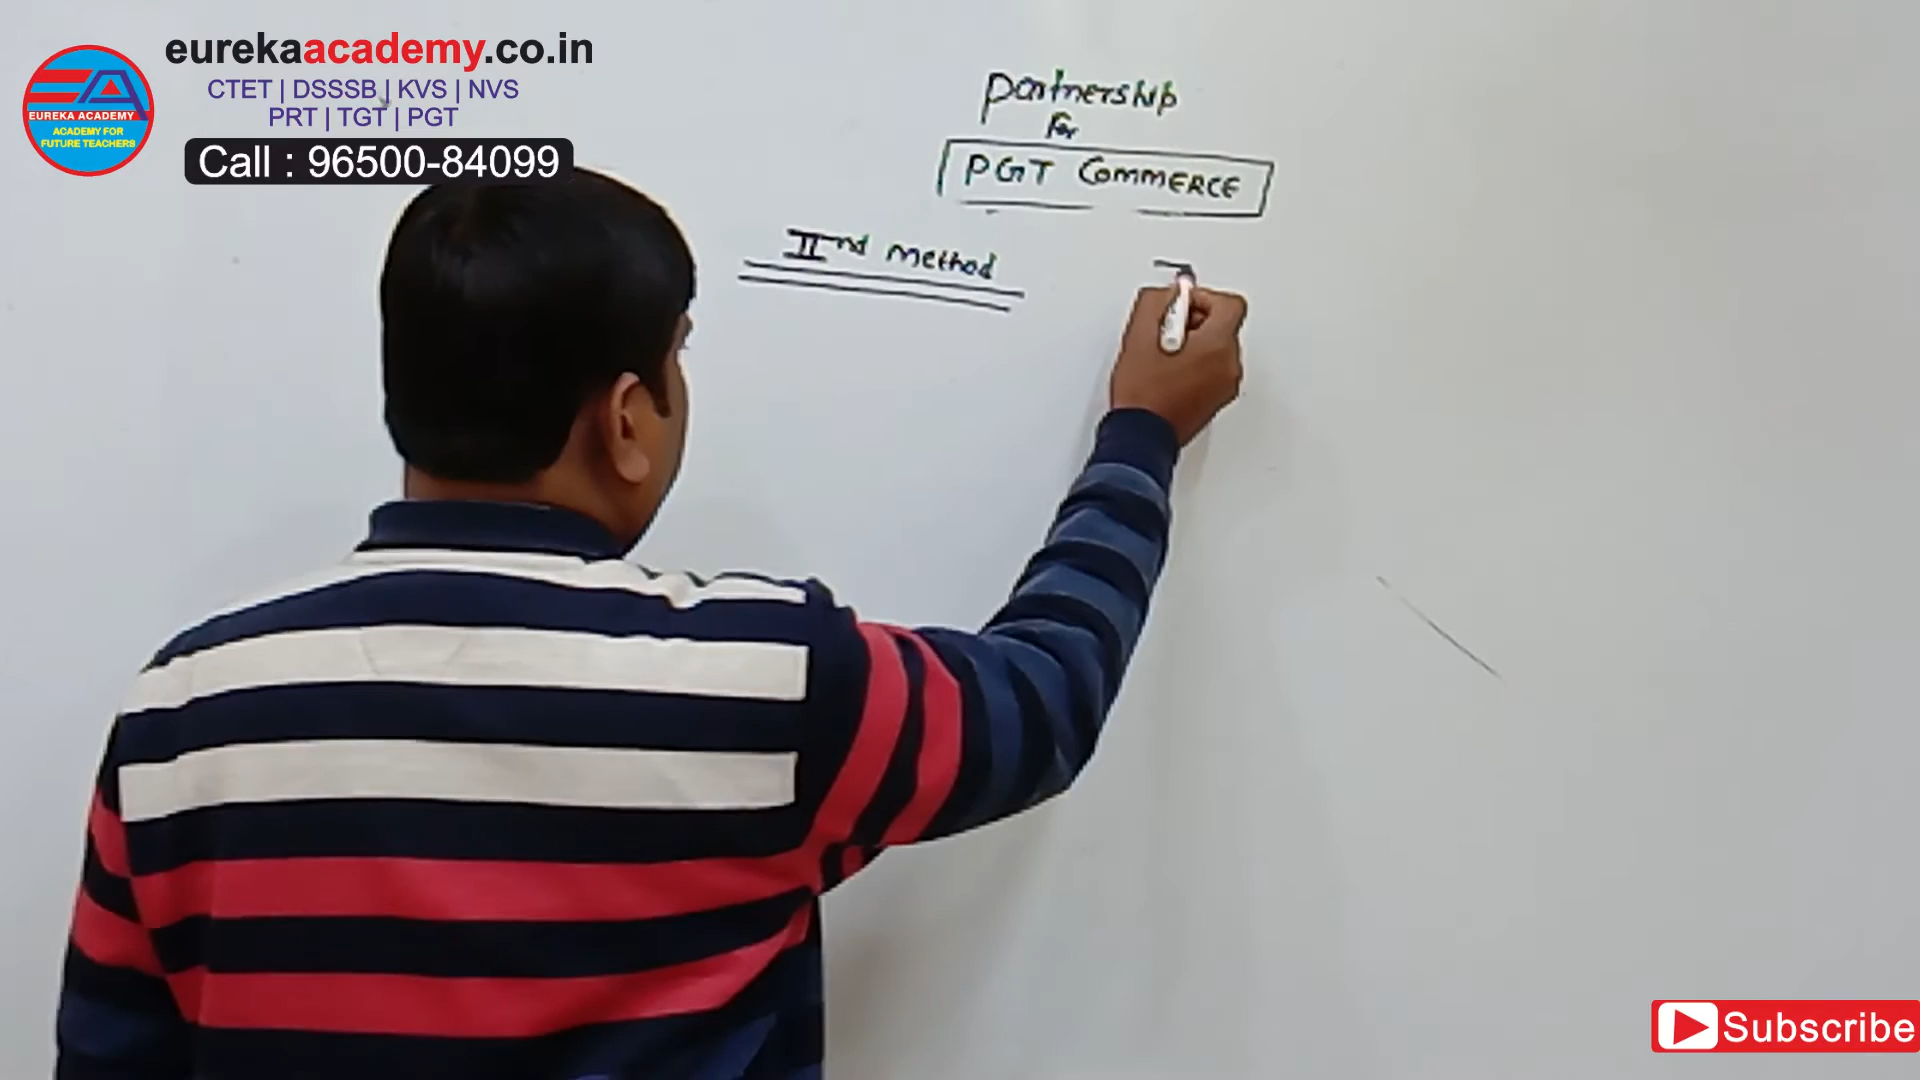 eurekaacademy.co.in
CTET | DSSSB | KVS | NVS
PRT | TGT | PGT
Call : 96500-84099
EUREKA ACADEMY
ACADEMY FOR
FUTURE TEACHERS
Partnership
For
PGT COMMERCE
IInd Method
Subscribe